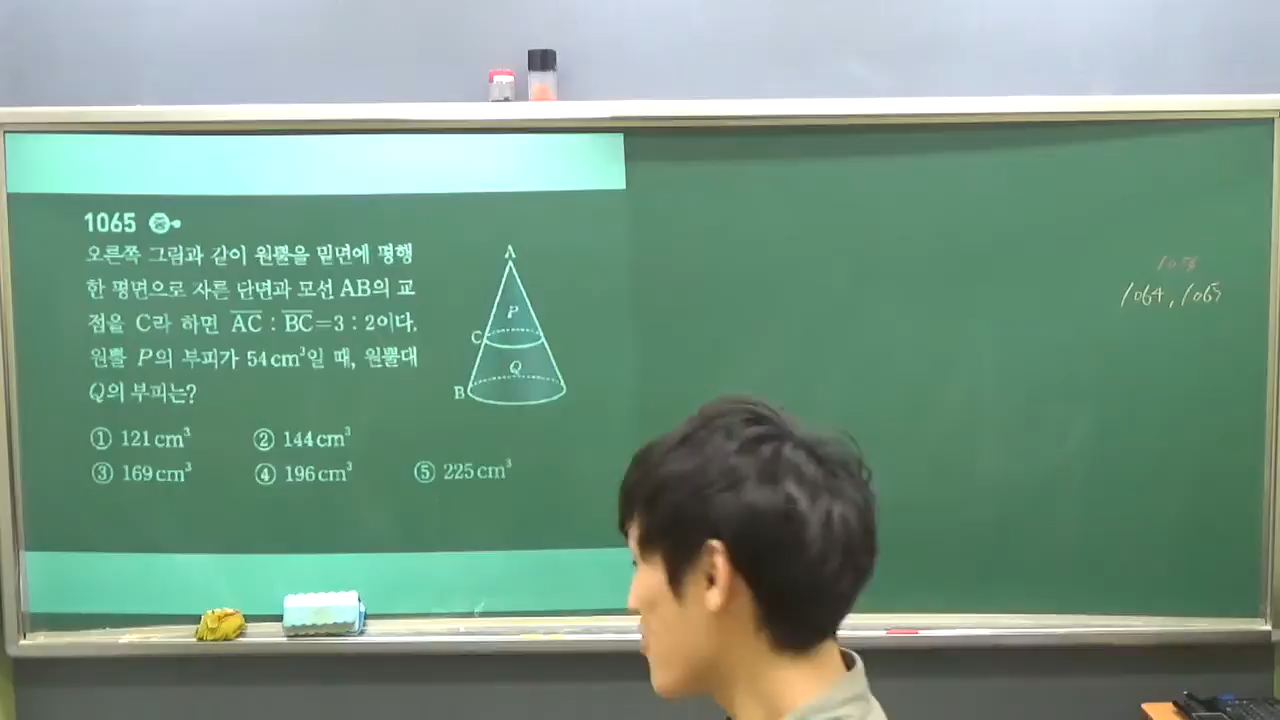 1065 중
오른쪽 그림과 같이 원뿔을 밑면에 평행
한 평면으로 자른 단면과 모선 AB의 교
점을 C라 하면 AC : BC=3 : 2이다.
원뿔 P의 부피가 54 cm³일 때, 원뿔대
Q의 부피는?
① 121 cm³ ② 144 cm³
③ 169 cm³ ④ 196 cm³ ⑤ 225 cm³
A
P
C
Q
B
1064, 1065